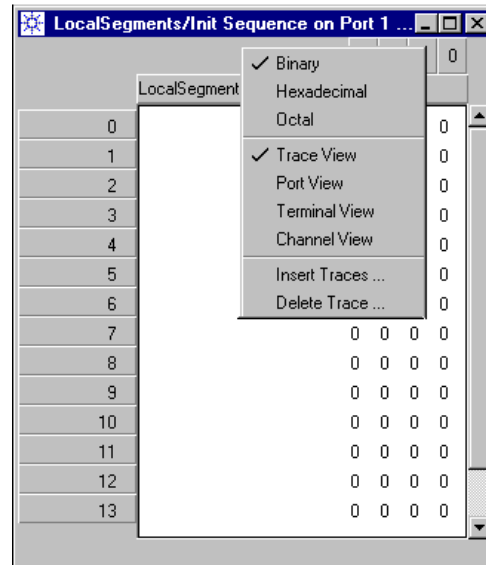 LocalSegments/Init Sequence on Port 1 ...
0
LocalSegment
✓ Binary
Hexadecimal
Octal
✓ Trace View
Port View
Terminal View
Channel View
Insert Traces ...
Delete Trace ...
0 0
1 0
2 0
3 0
4 0
5 0
6 0
7 0 0 0 0
8 0 0 0 0
9 0 0 0 0
10 0 0 0 0
11 0 0 0 0
12 0 0 0 0
13 0 0 0 0